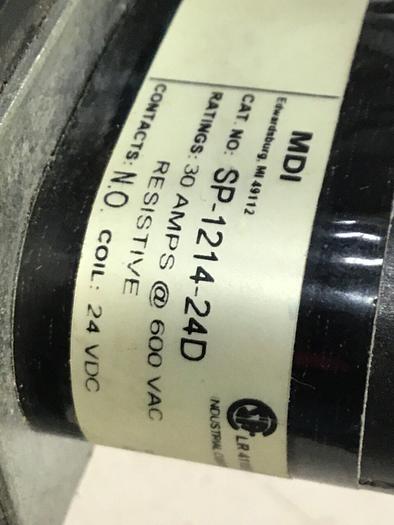 MDI
Edwardsburg, MI 49112
CAT. NO: SP-1214-24D
RATINGS: 30 AMPS @ 600 VAC
RESISTIVE
CONTACTS: N.O. COIL: 24 VDC
LR
INDUSTRIAL